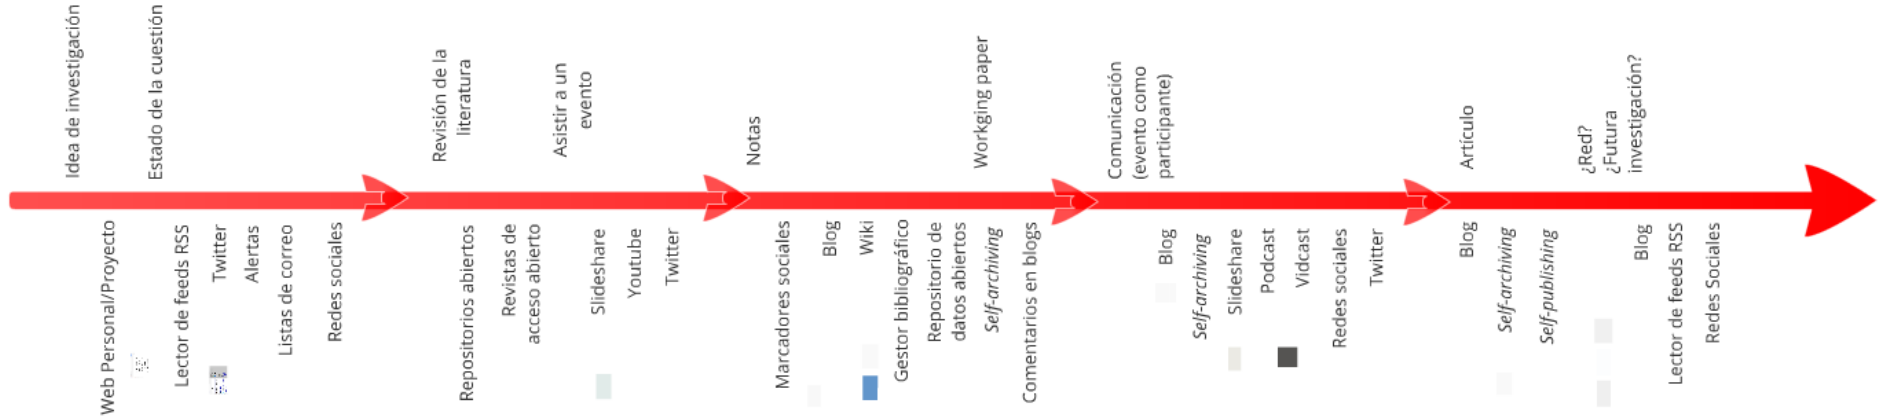 Idea de investigación
Estado de la cuestión
Revisión de la
literatura
Asistir a un
evento
Notas
Workging paper
Comunicación
(evento como
participante)
Artículo
¿Red?
¿Futura
investigación?
Web Personal/Proyecto
Lector de feeds RSS
Twitter
Alertas
Listas de correo
Redes sociales
Repositorios abiertos
Revistas de
acceso abierto
Slideshare
Youtube
Twitter
Marcadores sociales
Blog
Wiki
Gestor bibliográfico
Repositorio de
datos abiertos
Self-archiving
Comentarios en blogs
Blog
Self-archiving
Slideshare
Podcast
Vidcast
Redes sociales
Twitter
Blog
Self-archiving
Self-publishing
Blog
Lector de feeds RSS
Redes Sociales